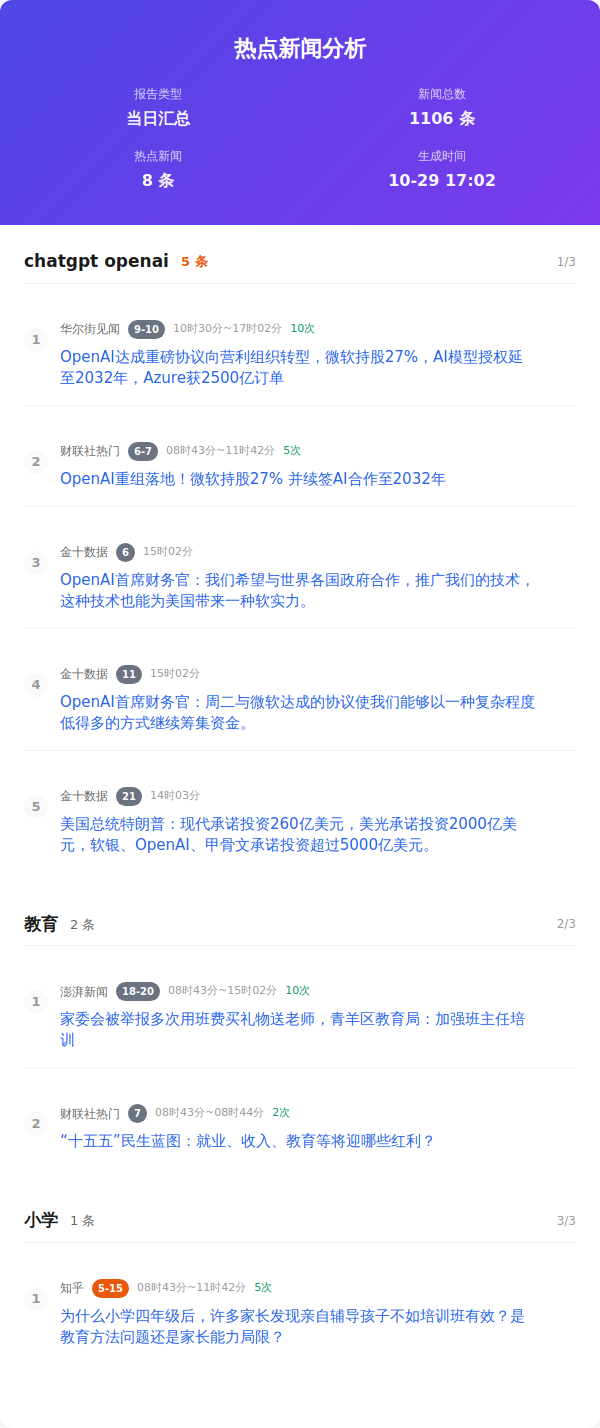 热点新闻分析
报告类型
当日汇总
新闻总数
1106 条
热点新闻
8 条
生成时间
10-29 17:02
chatgpt openai 5 条 1/3
1 华尔街见闻 9-10 10时30分~17时02分 10次
OpenAI达成重磅协议向营利组织转型，微软持股27%，AI模型授权延
至2032年，Azure获2500亿订单
2 财联社热门 6-7 08时43分~11时42分 5次
OpenAI重组落地！微软持股27% 并续签AI合作至2032年
3 金十数据 6 15时02分
OpenAI首席财务官：我们希望与世界各国政府合作，推广我们的技术，
这种技术也能为美国带来一种软实力。
4 金十数据 11 15时02分
OpenAI首席财务官：周二与微软达成的协议使我们能够以一种复杂程度
低得多的方式继续筹集资金。
5 金十数据 21 14时03分
美国总统特朗普：现代承诺投资260亿美元，美光承诺投资2000亿美
元，软银、OpenAI、甲骨文承诺投资超过5000亿美元。
教育 2 条 2/3
1 澎湃新闻 18-20 08时43分~15时02分 10次
家委会被举报多次用班费买礼物送老师，青羊区教育局：加强班主任培
训
2 财联社热门 7 08时43分~08时44分 2次
“十五五”民生蓝图：就业、收入、教育等将迎哪些红利？
小学 1 条 3/3
1 知乎 5-15 08时43分~11时42分 5次
为什么小学四年级后，许多家长发现亲自辅导孩子不如培训班有效？是
教育方法问题还是家长能力局限？